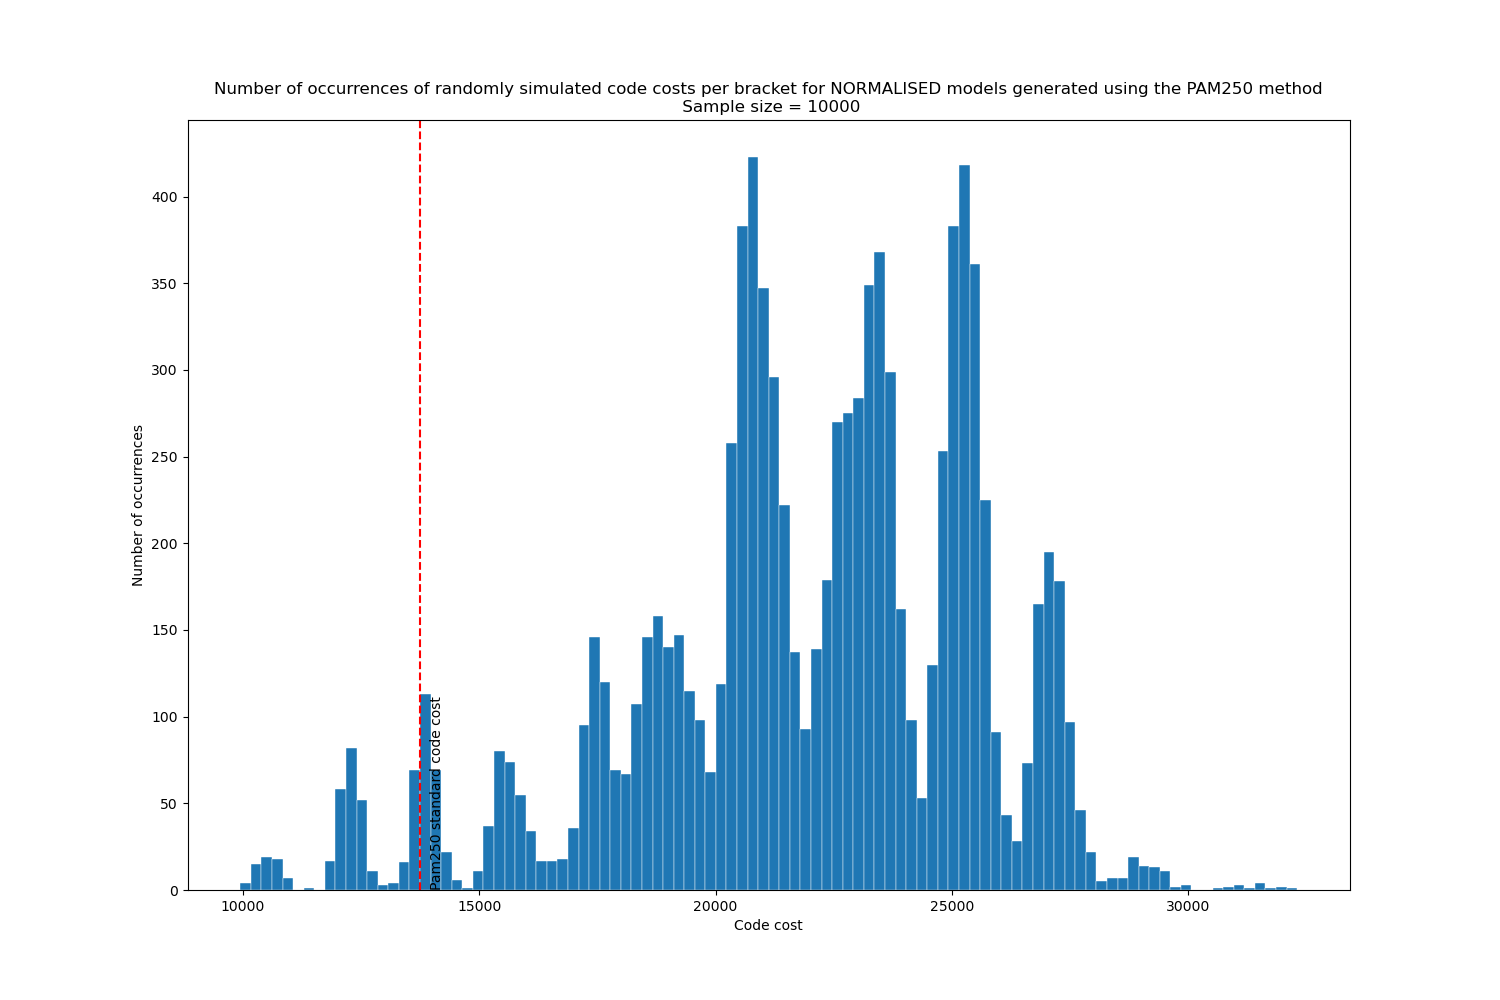 Number of occurrences of randomly simulated code costs per bracket for NORMALISED models generated using the PAM250 method
Sample size = 10000
Number of occurrences
400
350
300
250
200
150
100
50
0
Pam250 standard code cost
10000
15000
20000
25000
30000
Code cost